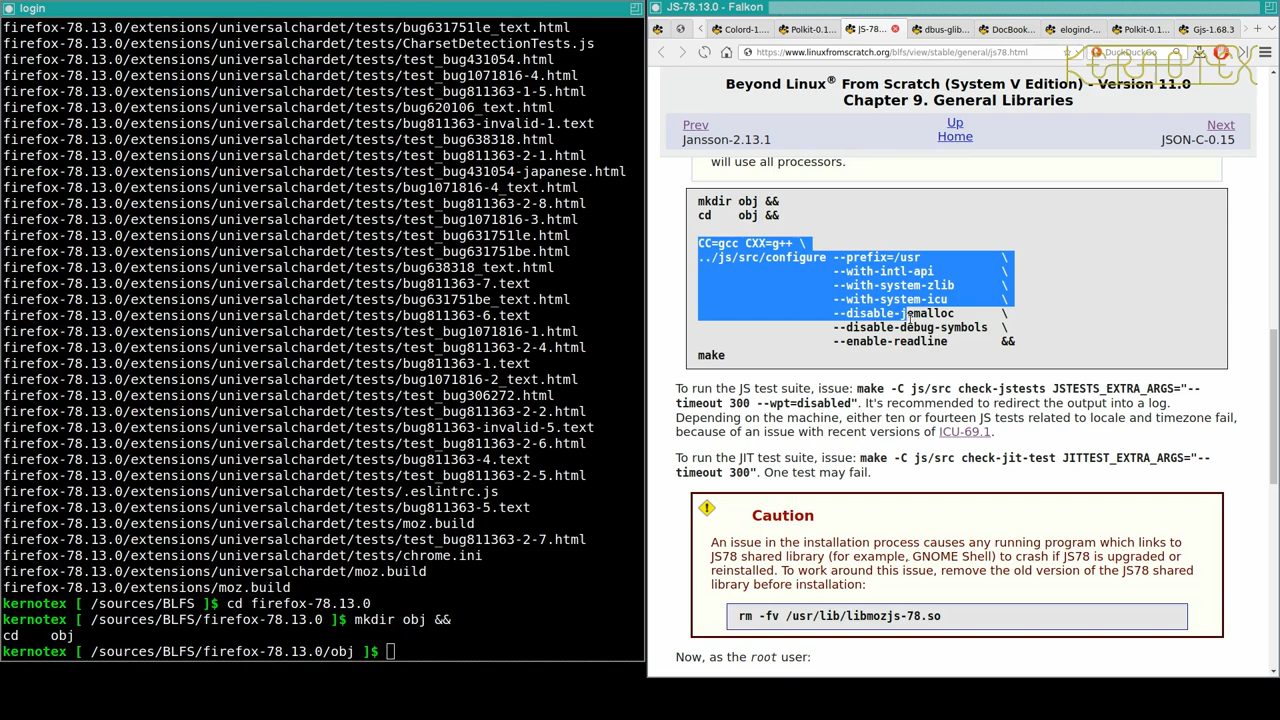 login
firefox-78.13.0/extensions/universalchardet/tests/bug631751le_text.html
firefox-78.13.0/extensions/universalchardet/tests/CharsetDetectionTests.js
firefox-78.13.0/extensions/universalchardet/tests/test_bug431054.html
firefox-78.13.0/extensions/universalchardet/tests/test_bug1071816-4.html
firefox-78.13.0/extensions/universalchardet/tests/test_bug811363-1-5.html
firefox-78.13.0/extensions/universalchardet/tests/bug620106_text.html
firefox-78.13.0/extensions/universalchardet/tests/bug811363-invalid-1.text
firefox-78.13.0/extensions/universalchardet/tests/test_bug638318.html
firefox-78.13.0/extensions/universalchardet/tests/test_bug811363-2-1.html
firefox-78.13.0/extensions/universalchardet/tests/test_bug431054-japanese.html
firefox-78.13.0/extensions/universalchardet/tests/bug1071816-4_text.html
firefox-78.13.0/extensions/universalchardet/tests/test_bug811363-2-8.html
firefox-78.13.0/extensions/universalchardet/tests/test_bug1071816-3.html
firefox-78.13.0/extensions/universalchardet/tests/test_bug631751le.html
firefox-78.13.0/extensions/universalchardet/tests/test_bug631751be.html
firefox-78.13.0/extensions/universalchardet/tests/bug638318_text.html
firefox-78.13.0/extensions/universalchardet/tests/bug811363-7.text
firefox-78.13.0/extensions/universalchardet/tests/bug631751be_text.html
firefox-78.13.0/extensions/universalchardet/tests/bug811363-6.text
firefox-78.13.0/extensions/universalchardet/tests/test_bug1071816-1.html
firefox-78.13.0/extensions/universalchardet/tests/test_bug811363-2-4.html
firefox-78.13.0/extensions/universalchardet/tests/bug811363-1.text
firefox-78.13.0/extensions/universalchardet/tests/bug1071816-2_text.html
firefox-78.13.0/extensions/universalchardet/tests/test_bug306272.html
firefox-78.13.0/extensions/universalchardet/tests/test_bug811363-2-2.html
firefox-78.13.0/extensions/universalchardet/tests/bug811363-invalid-5.text
firefox-78.13.0/extensions/universalchardet/tests/test_bug811363-2-6.html
firefox-78.13.0/extensions/universalchardet/tests/bug811363-4.text
firefox-78.13.0/extensions/universalchardet/tests/test_bug811363-2-5.html
firefox-78.13.0/extensions/universalchardet/tests/.eslintrc.js
firefox-78.13.0/extensions/universalchardet/tests/bug811363-5.text
firefox-78.13.0/extensions/universalchardet/tests/moz.build
firefox-78.13.0/extensions/universalchardet/tests/test_bug811363-2-7.html
firefox-78.13.0/extensions/universalchardet/tests/chrome.ini
firefox-78.13.0/extensions/universalchardet/moz.build
firefox-78.13.0/extensions/moz.build
kernotex [ /sources/BLFS ]$ cd firefox-78.13.0
kernotex [ /sources/BLFS/firefox-78.13.0 ]$ mkdir obj &&
cd    obj
kernotex [ /sources/BLFS/firefox-78.13.0/obj ]$
JS-78.13.0 - Falkon
Colord-1.... Polkit-0.1... JS-78... dbus-glib... DocBook... elogind-... Polkit-0.1... Gjs-1.68.3
https://www.linuxfromscratch.org/blfs/view/stable/general/js78.html DuckDuckGo
KERNOTEX
Beyond Linux® From Scratch (System V Edition) - Version 11.0
Chapter 9. General Libraries
Prev Up Next
Jansson-2.13.1 Home JSON-C-0.15
will use all processors.
mkdir obj &&
cd    obj &&
CC=gcc CXX=g++ \
../js/src/configure --prefix=/usr \
--with-intl-api \
--with-system-zlib \
--with-system-icu \
--disable-jemalloc \
--disable-debug-symbols \
--enable-readline &&
make
To run the JS test suite, issue: make -C js/src check-jstests JSTESTS_EXTRA_ARGS="--
timeout 300 --wpt=disabled". It's recommended to redirect the output into a log.
Depending on the machine, either ten or fourteen JS tests related to locale and timezone fail,
because of an issue with recent versions of ICU-69.1.
To run the JIT test suite, issue: make -C js/src check-jit-test JITTEST_EXTRA_ARGS="--
timeout 300". One test may fail.
Caution
An issue in the installation process causes any running program which links to
JS78 shared library (for example, GNOME Shell) to crash if JS78 is upgraded or
reinstalled. To work around this issue, remove the old version of the JS78 shared
library before installation:
rm -fv /usr/lib/libmozjs-78.so
Now, as the root user: